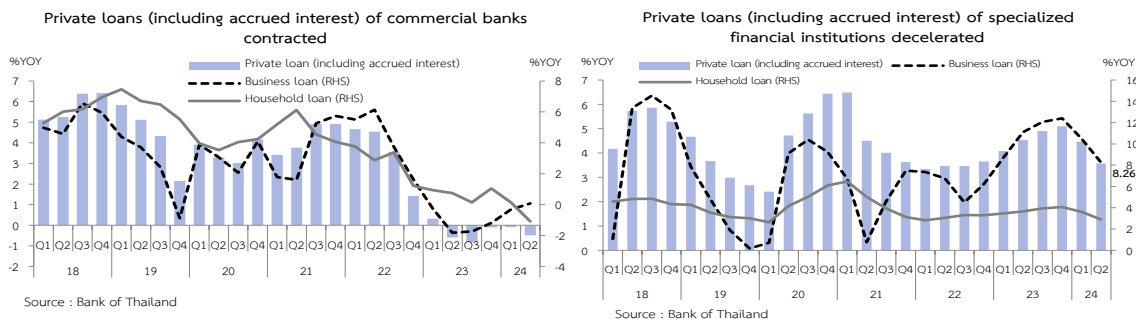 Private loans (including accrued interest) of commercial banks
contracted
%YOY
%YOY
Private loan (including accrued interest)
Business loan (RHS)
Household loan (RHS)
7
6
5
4
3
2
1
0
-1
-2
8
6
4
2
0
-2
-4
Q1 Q2 Q3 Q4 Q1 Q2 Q3 Q4 Q1 Q2 Q3 Q4 Q1 Q2 Q3 Q4 Q1 Q2 Q3 Q4 Q1 Q2 Q3 Q4 Q1 Q2
18 19 20 21 22 23 24
Source : Bank of Thailand
Private loans (including accrued interest) of specialized
financial institutions decelerated
%YOY
%YOY
Private loan (including accrued interest)
Business loan (RHS)
Household loan (RHS)
7
6
5
4
3
2
1
0
16
14
12
10
8
6
4
2
0
8.26
Q1 Q2 Q3 Q4 Q1 Q2 Q3 Q4 Q1 Q2 Q3 Q4 Q1 Q2 Q3 Q4 Q1 Q2 Q3 Q4 Q1 Q2 Q3 Q4 Q1 Q2
18 19 20 21 22 23 24
Source : Bank of Thailand